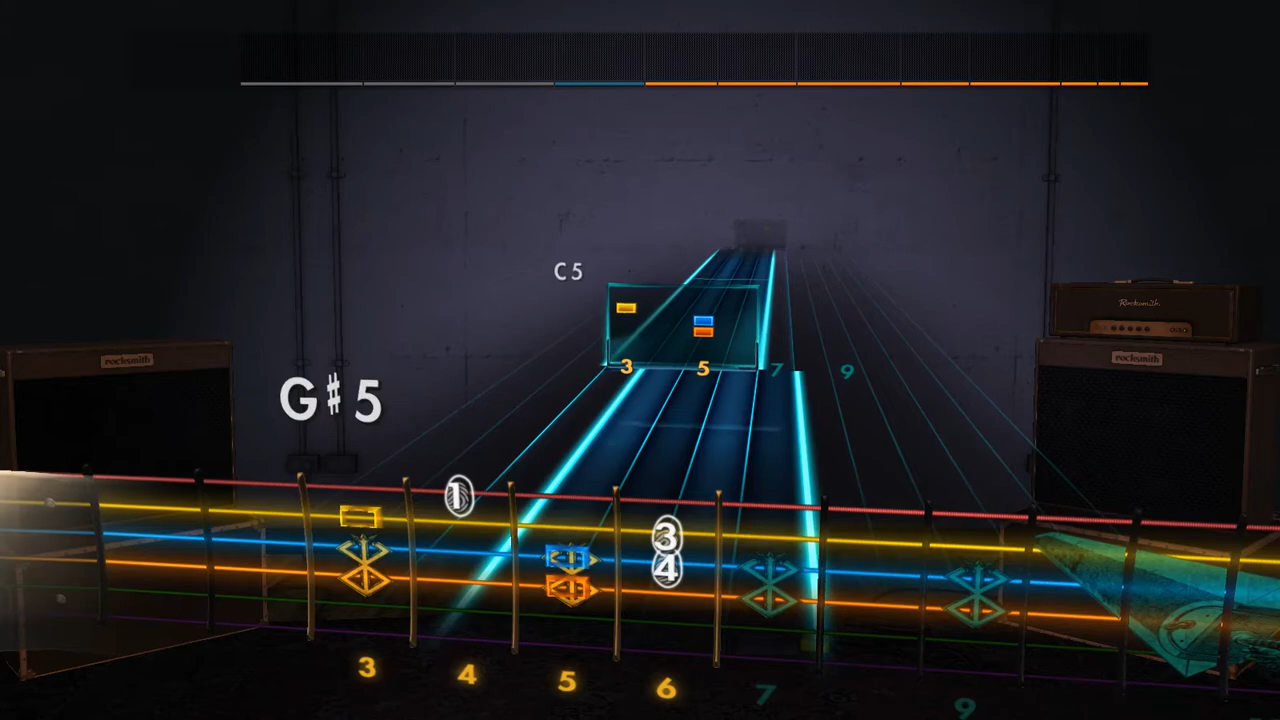 C5
Rocksmith
rocksmith
rocksmith
3 5 7 9
G#5
1
3
4
3 4 5 6 7 9